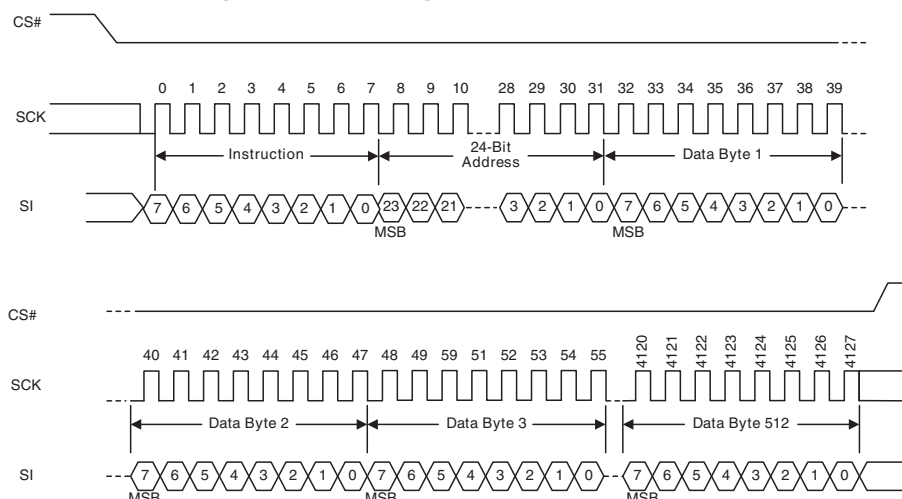 CS#
0 1 2 3 4 5 6 7 8 9 10 28 29 30 31 32 33 34 35 36 37 38 39
SCK
Instruction 24-Bit Address Data Byte 1
SI 7 6 5 4 3 2 1 0 23 22 21 3 2 1 0 7 6 5 4 3 2 1 0
MSB MSB
CS#
40 41 42 43 44 45 46 47 48 49 59 51 52 53 54 55 4120 4121 4122 4123 4124 4125 4126 4127
SCK
Data Byte 2 Data Byte 3 Data Byte 512
SI 7 6 5 4 3 2 1 0 7 6 5 4 3 2 1 0 7 6 5 4 3 2 1 0
MSB MSB MSB